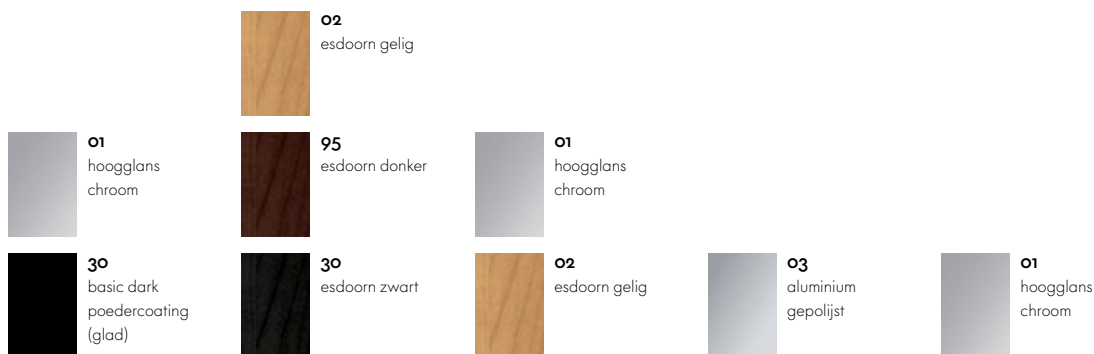 02
esdoorn gelig
01
hoogglans
chroom
95
esdoorn donker
01
hoogglans
chroom
30
basic dark
poedercoating
(glad)
30
esdoorn zwart
02
esdoorn gelig
03
aluminium
gepolijst
01
hoogglans
chroom